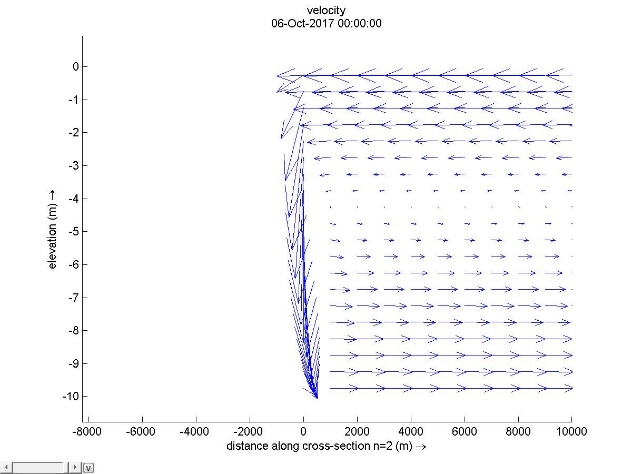 velocity
06-Oct-2017 00:00:00
0
-1
-2
-3
-4
-5
-6
-7
-8
-9
-10
elevation (m) →
-8000 -6000 -4000 -2000 0 2000 4000 6000 8000 10000
distance along cross-section n=2 (m) →
v